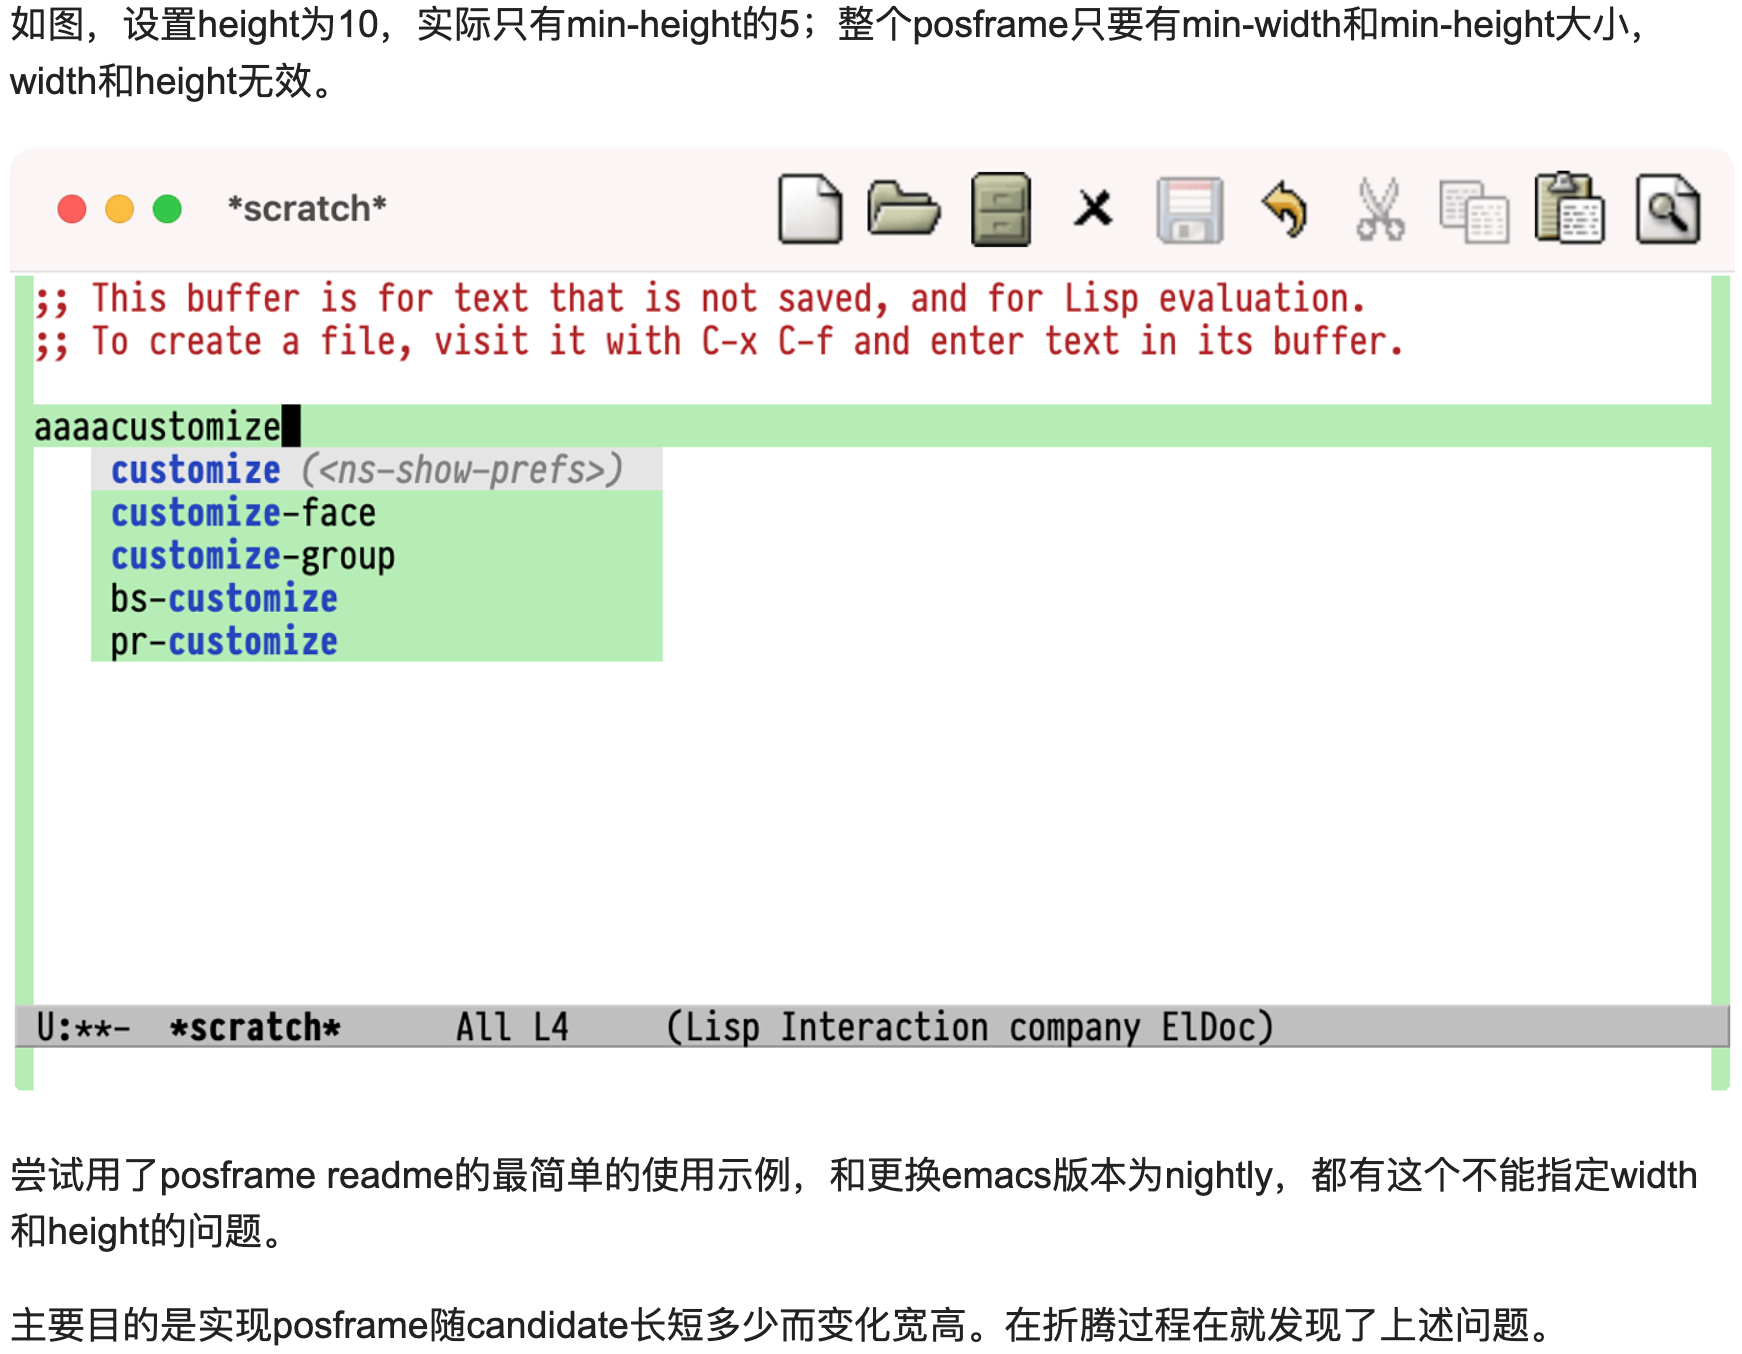 如图，设置height为10，实际只有min-height的5；整个posframe只要有min-width和min-height大小，
width和height无效。
*scratch*
;; This buffer is for text that is not saved, and for Lisp evaluation.
;; To create a file, visit it with C-x C-f and enter text in its buffer.
aaaacustomize
customize (<ns-show-prefs>)
customize-face
customize-group
bs-customize
pr-customize
U:**-  *scratch*      All L4     (Lisp Interaction company ElDoc)
尝试用了posframe readme的最简单的使用示例，和更换emacs版本为nightly，都有这个不能指定width
和height的问题。
主要目的是实现posframe随candidate长短多少而变化宽高。在折腾过程在就发现了上述问题。